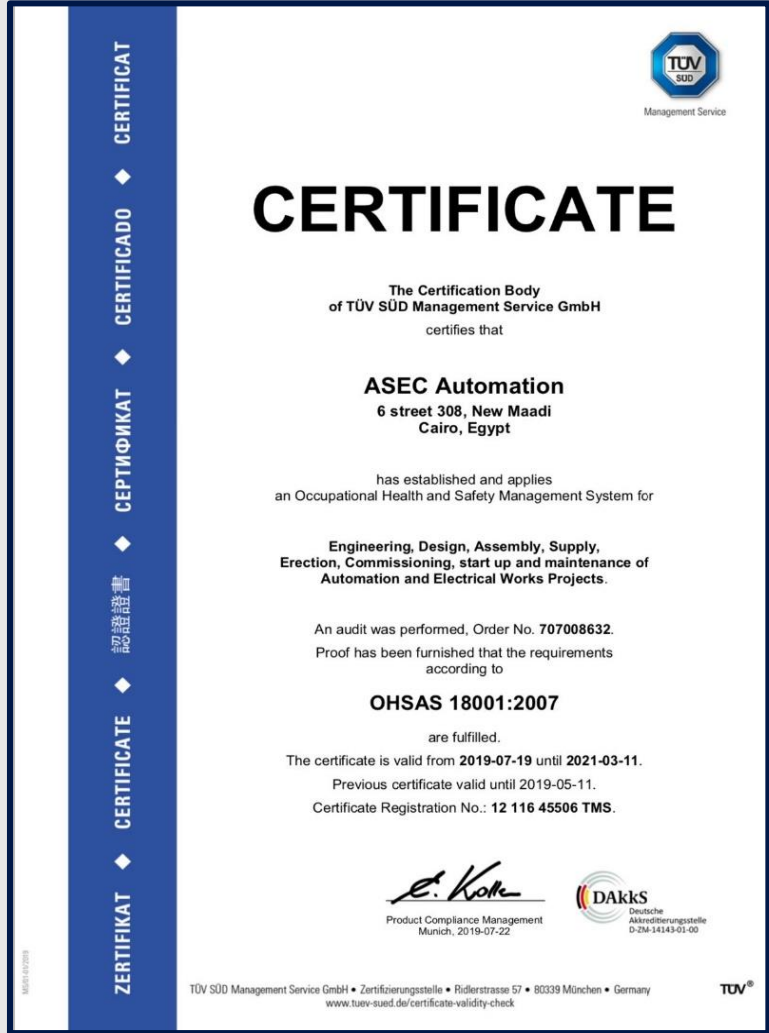 ZERTIFIKAT ◆ CERTIFICATE ◆ 認證證書 ◆ СЕРТИФИКАТ ◆ CERTIFICADO ◆ CERTIFICAT
TÜV
SÜD
Management Service
CERTIFICATE
The Certification Body
of TÜV SÜD Management Service GmbH
certifies that
ASEC Automation
6 street 308, New Maadi
Cairo, Egypt
has established and applies
an Occupational Health and Safety Management System for
Engineering, Design, Assembly, Supply,
Erection, Commissioning, start up and maintenance of
Automation and Electrical Works Projects.
An audit was performed, Order No. 707008632.
Proof has been furnished that the requirements
according to
OHSAS 18001:2007
are fulfilled.
The certificate is valid from 2019-07-19 until 2021-03-11.
Previous certificate valid until 2019-05-11.
Certificate Registration No.: 12 116 45506 TMS.
E. Kolle
Product Compliance Management
Munich, 2019-07-22
DAkkS
Deutsche
Akkreditierungsstelle
D-ZM-14143-01-00
TÜV SÜD Management Service GmbH • Zertifizierungsstelle • Ridlerstrasse 57 • 80339 München • Germany
www.tuev-sued.de/certificate-validity-check
TÜV®